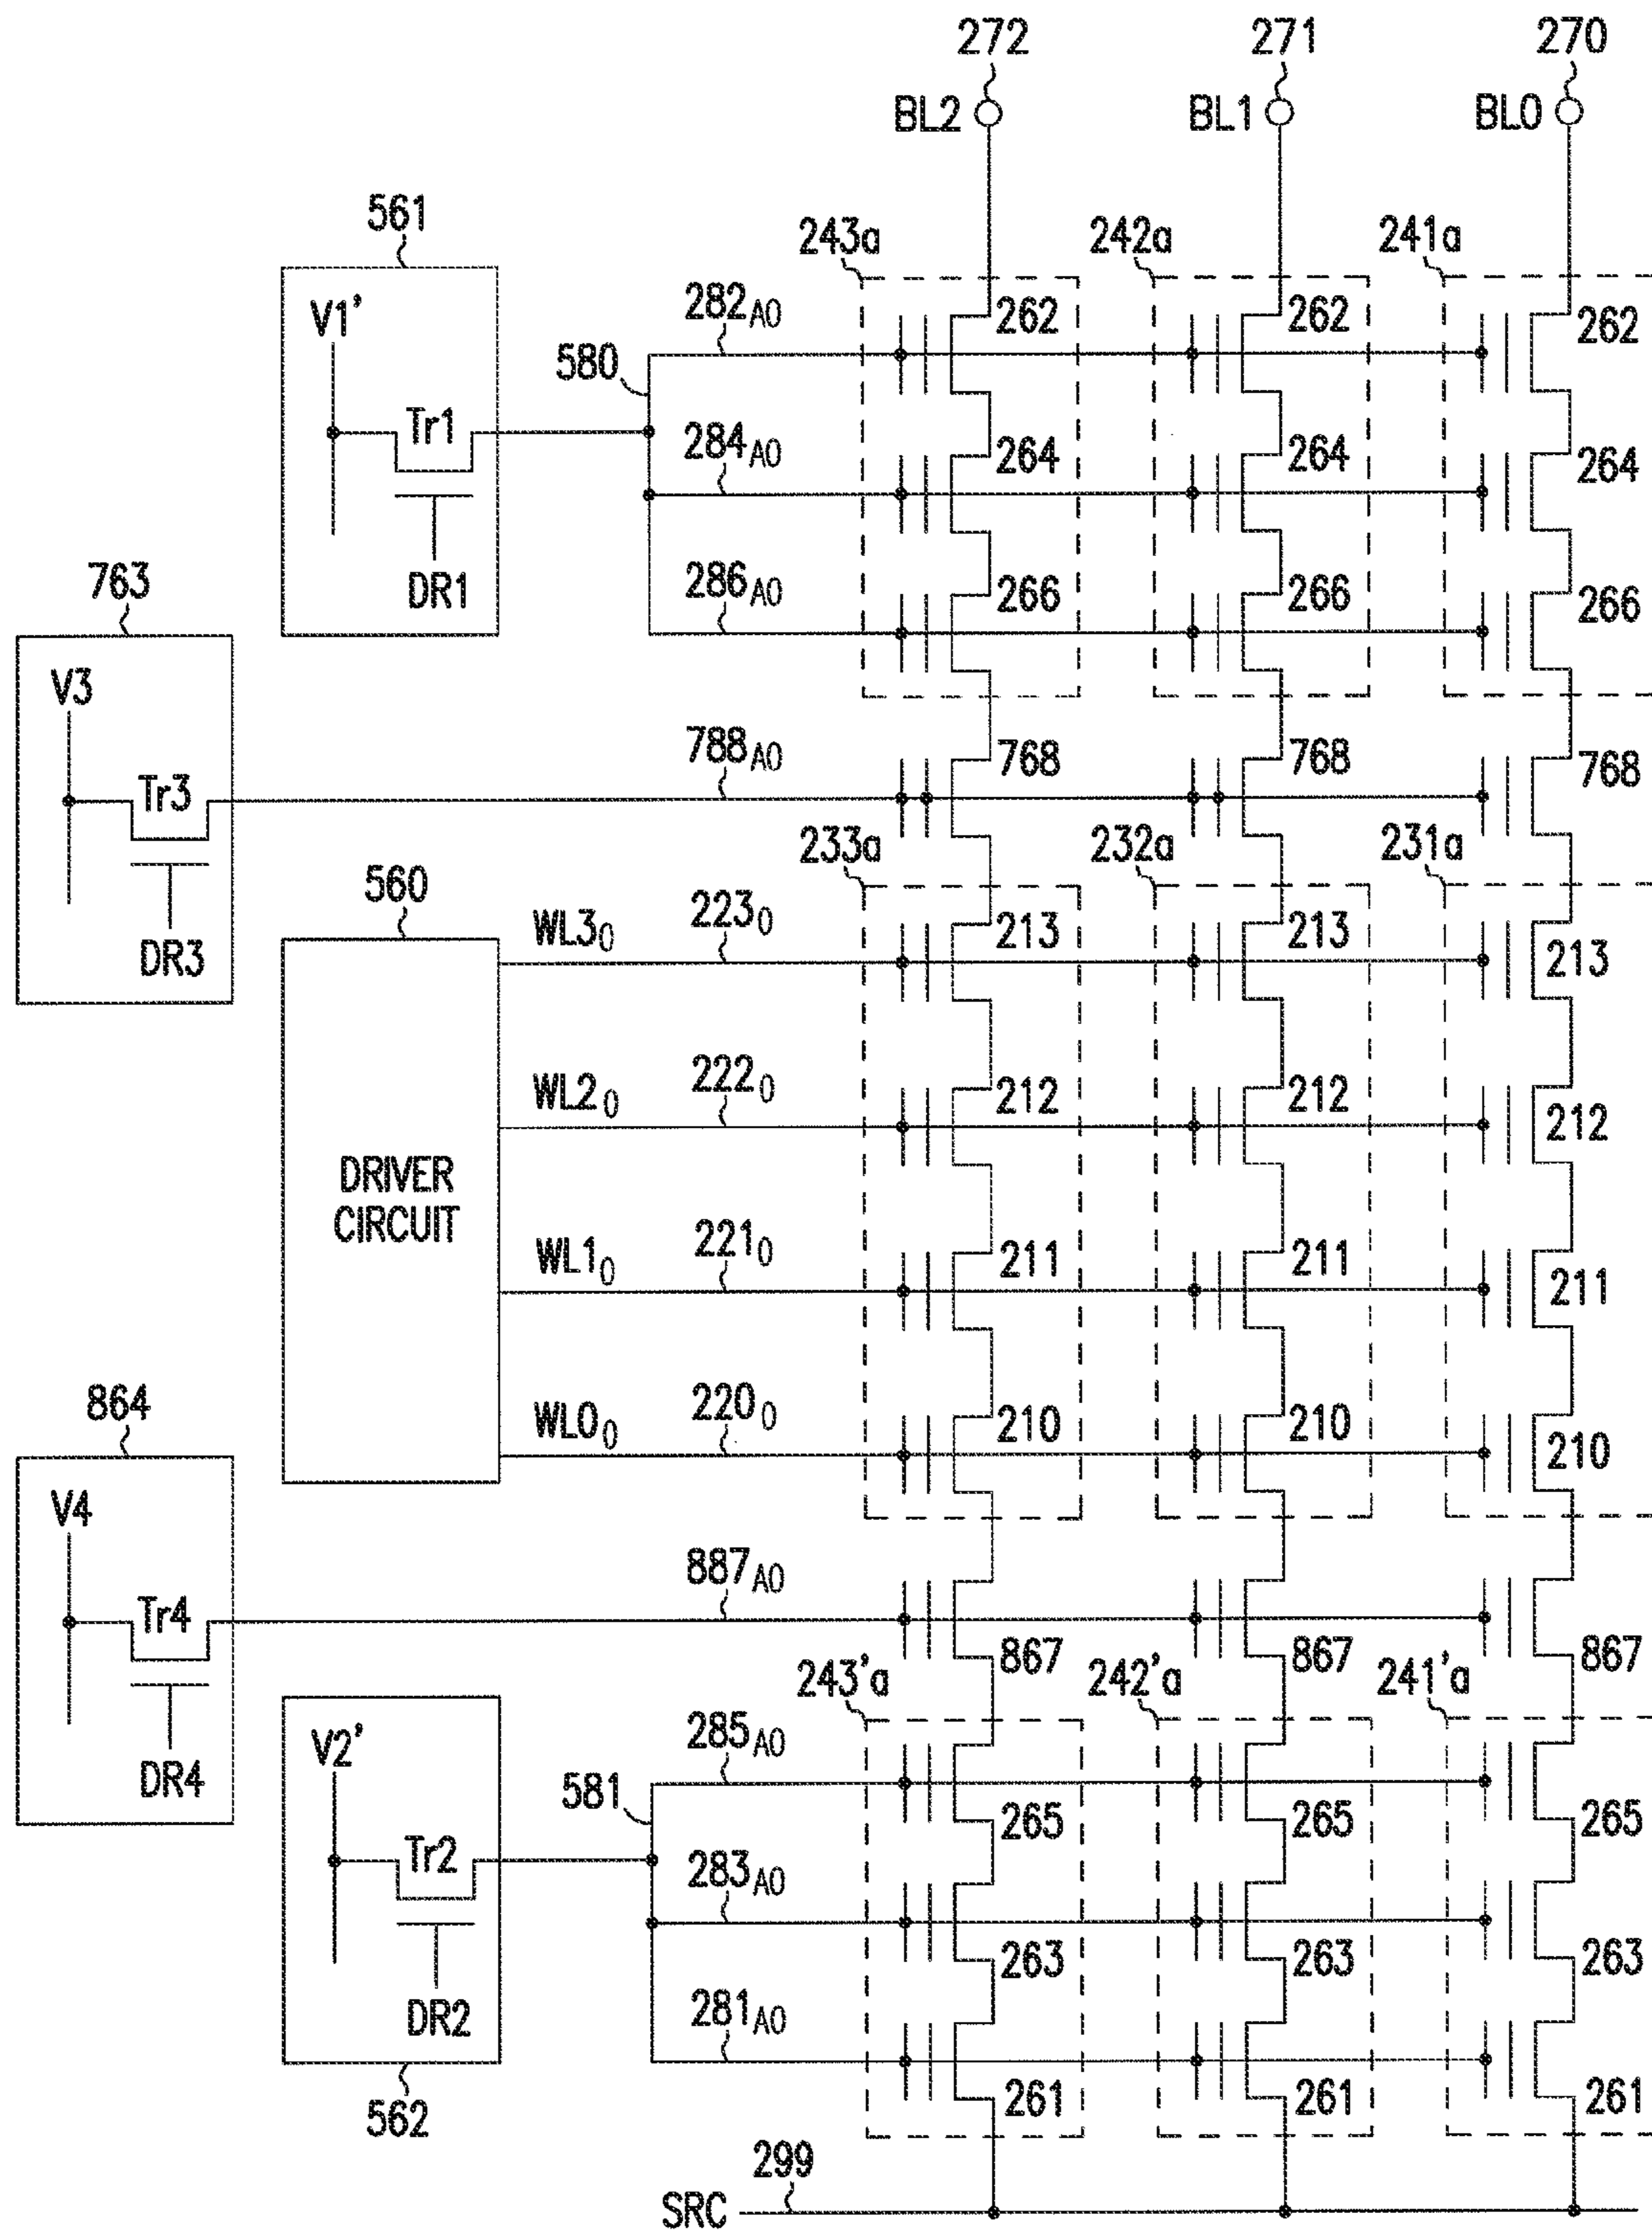 272 271 270
BL2 BL1 BL0
561 243a 242a 241a
V1' 282A0 262 262 262
580
Tr1 284A0 264 264 264
DR1 286A0 266 266 266
763
V3 788A0 768 768 768
Tr3
560 233a 232a 231a
DR3 WL30 2230 213 213 213
WL20 2220 212 212 212
DRIVER
CIRCUIT
WL10 2210 211 211 211
864 WL00 2200 210 210 210
V4 887A0
Tr4 867 867 867
243'a 242'a 241'a
V2' 285A0
DR4 581 265 265 265
Tr2 283A0
263 263 263
DR2 281A0
562 261 261 261
299
SRC